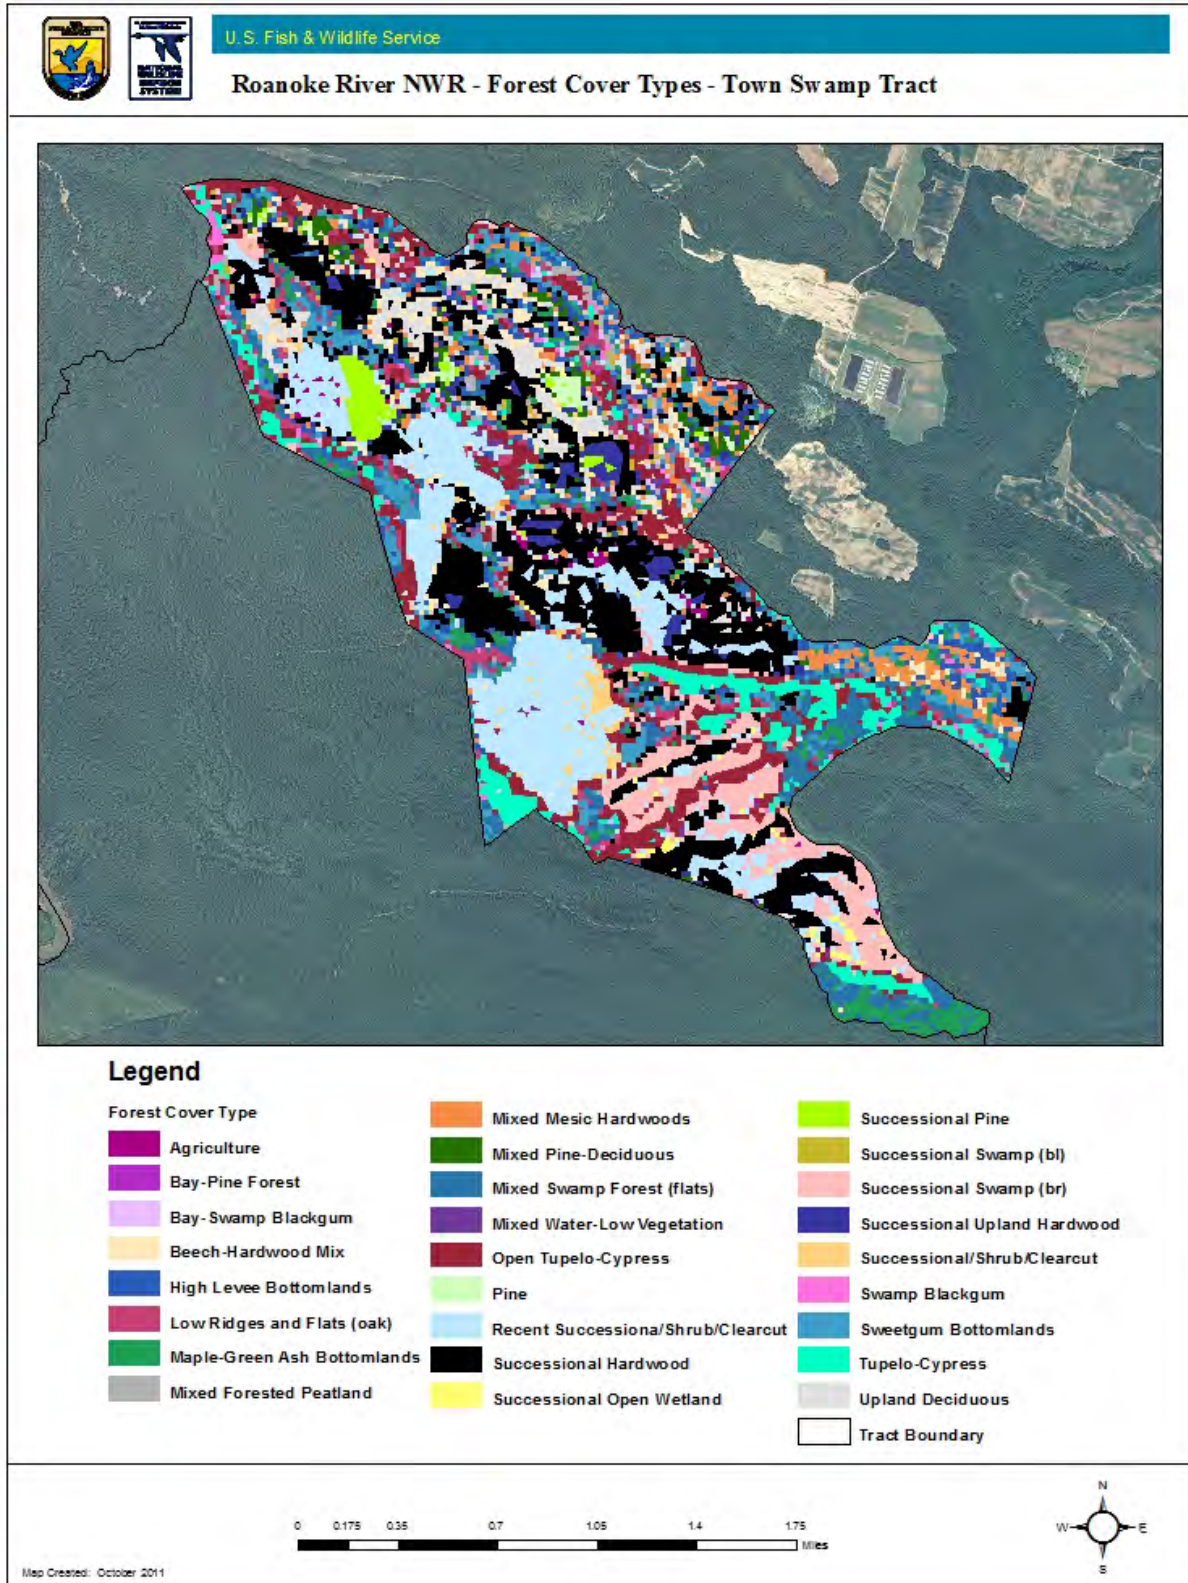 U.S. Fish & Wildlife Service
Roanoke River NWR - Forest Cover Types - Town Swamp Tract
NATIONAL
WILDLIFE
REFUGE
SYSTEM
Legend
Forest Cover Type
Agriculture
Bay-Pine Forest
Bay-Swamp Blackgum
Beech-Hardwood Mix
High Levee Bottomlands
Low Ridges and Flats (oak)
Maple-Green Ash Bottomlands
Mixed Forested Peatland
Mixed Mesic Hardwoods
Mixed Pine-Deciduous
Mixed Swamp Forest (flats)
Mixed Water-Low Vegetation
Open Tupelo-Cypress
Pine
Recent Successiona/Shrub/Clearcut
Successional Hardwood
Successional Open Wetland
Successional Pine
Successional Swamp (bl)
Successional Swamp (br)
Successional Upland Hardwood
Successional/Shrub/Clearcut
Swamp Blackgum
Sweetgum Bottomlands
Tupelo-Cypress
Upland Deciduous
Tract Boundary
0 0.175 0.35 0.7 1.05 1.4 1.75
Miles
N
W E
S
Map Created: October 2011